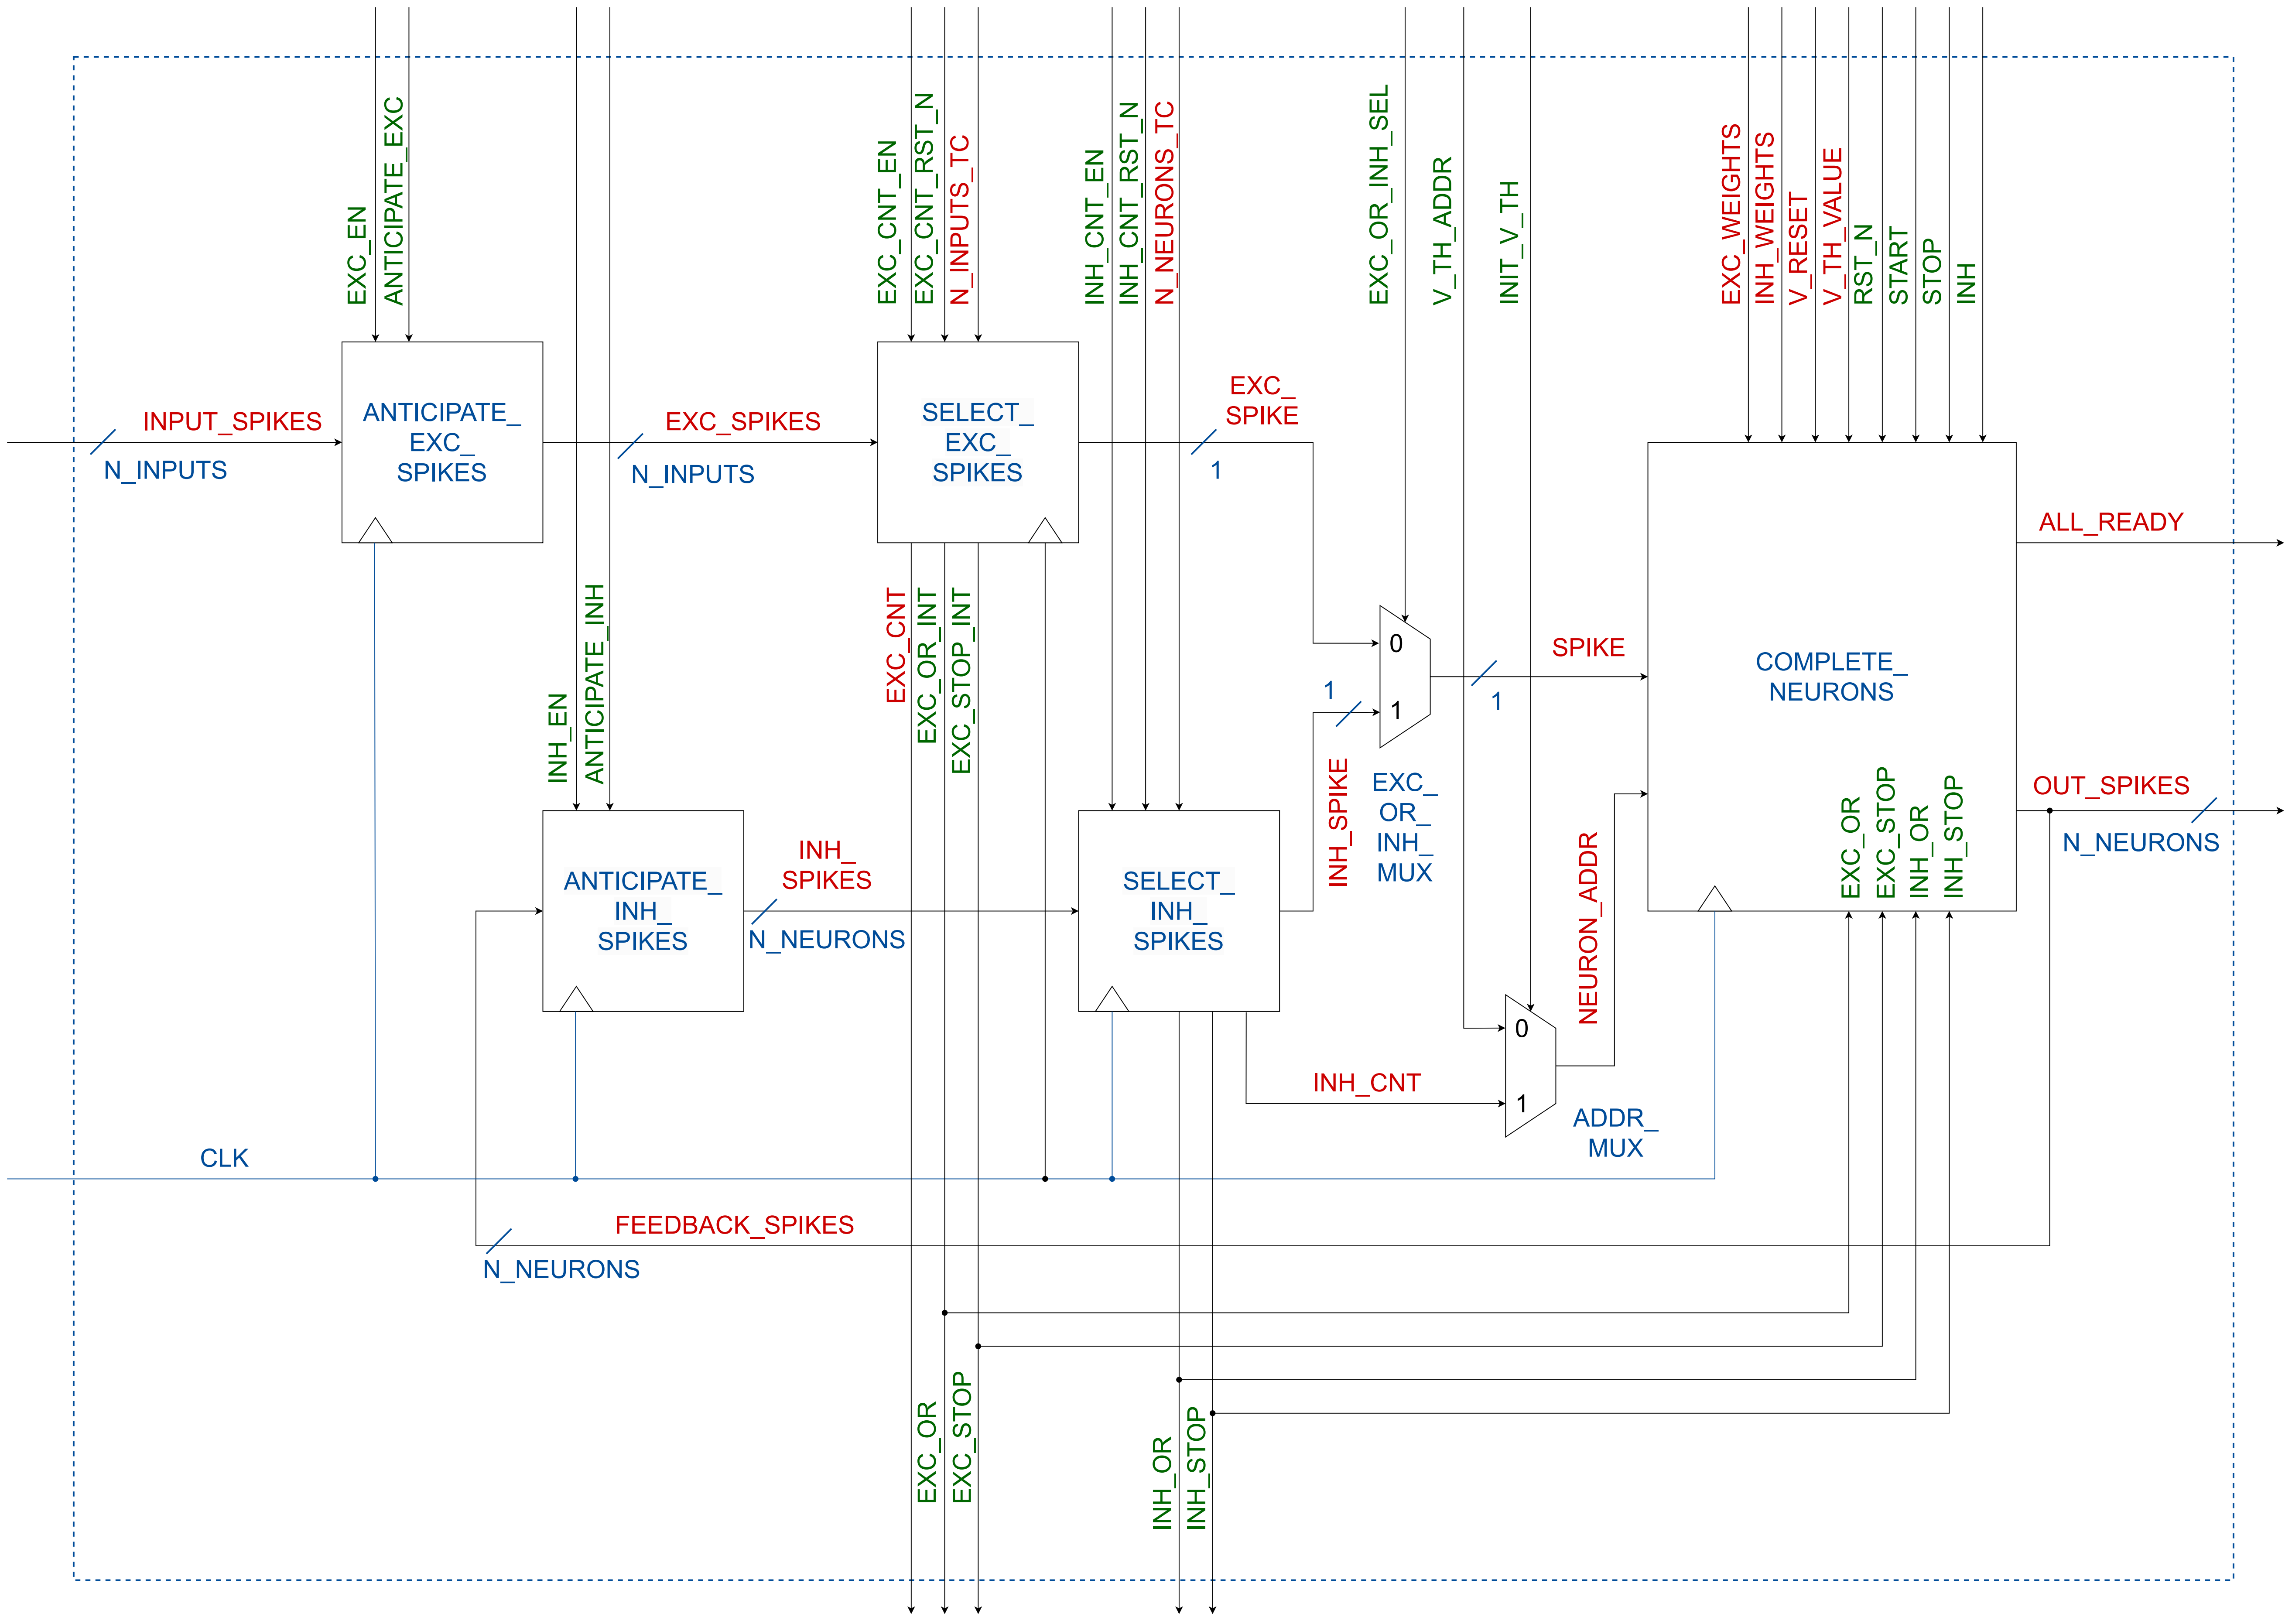 EXC_EN
ANTICIPATE_EXC
EXC_CNT_EN
EXC_CNT_RST_N
N_INPUTS_TC
INH_CNT_EN
INH_CNT_RST_N
N_NEURONS_TC
EXC_OR_INH_SEL
V_TH_ADDR
INIT_V_TH
EXC_WEIGHTS
INH_WEIGHTS
V_RESET
V_TH_VALUE
RST_N
START
STOP
INH
INPUT_SPIKES
N_INPUTS
ANTICIPATE_
EXC_
SPIKES
EXC_SPIKES
N_INPUTS
SELECT_
EXC_
SPIKES
EXC_
SPIKE
1
ALL_READY
INH_EN
ANTICIPATE_INH
EXC_CNT
EXC_OR_INT
EXC_STOP_INT
0
1
1
SPIKE
1
COMPLETE_
NEURONS
INH_SPIKE
EXC_
OR_
INH_
MUX
NEURON_ADDR
EXC_OR
EXC_STOP
INH_OR
INH_STOP
OUT_SPIKES
N_NEURONS
ANTICIPATE_
INH_
SPIKES
INH_
SPIKES
N_NEURONS
SELECT_
INH_
SPIKES
0
1
INH_CNT
ADDR_
MUX
CLK
FEEDBACK_SPIKES
N_NEURONS
EXC_OR
EXC_STOP
INH_OR
INH_STOP